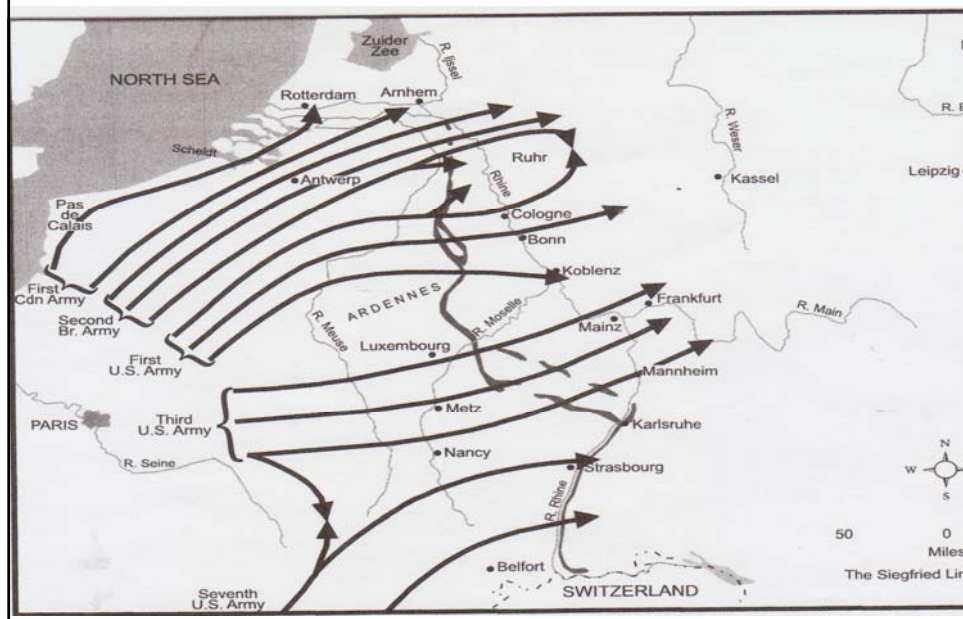 Zuider
Zee
R. Ijssel
NORTH SEA
Rotterdam
Arnhem
R. Weser
Scheldt
Ruhr
Antwerp
Rhine
Kassel
Leipzig
Pas
de
Calais
Cologne
Bonn
Koblenz
First
Cdn Army
Second
Br. Army
ARDENNES
Frankfurt
R. Main
Mainz
R. Moselle
R. Meuse
First
U.S. Army
Luxembourg
Mannheim
Third
U.S. Army
Metz
PARIS
Karlsruhe
R. Seine
Nancy
Strasbourg
R. Rhine
N
W
S
50 0
Miles
Belfort
The Siegfried Lin
Seventh
U.S. Army
SWITZERLAND